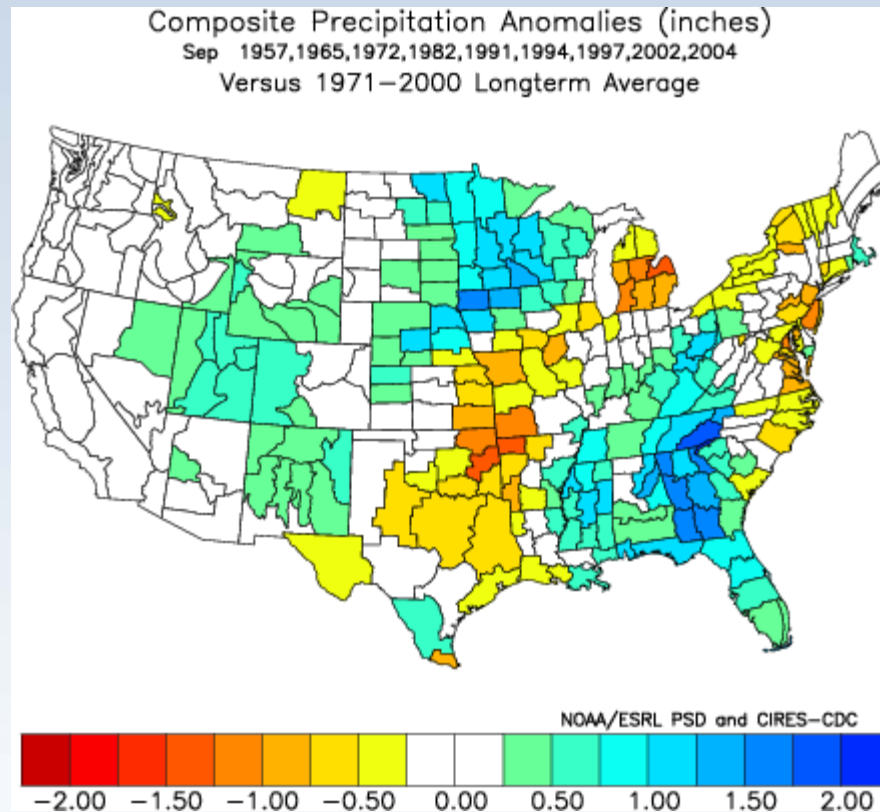 Composite Precipitation Anomalies (inches)
Sep 1957,1965,1972,1982,1991,1994,1997,2002,2004
Versus 1971-2000 Longterm Average
NOAA/ESRL PSD and CIRES-CDC
-2.00 -1.50 -1.00 -0.50 0.00 0.50 1.00 1.50 2.00